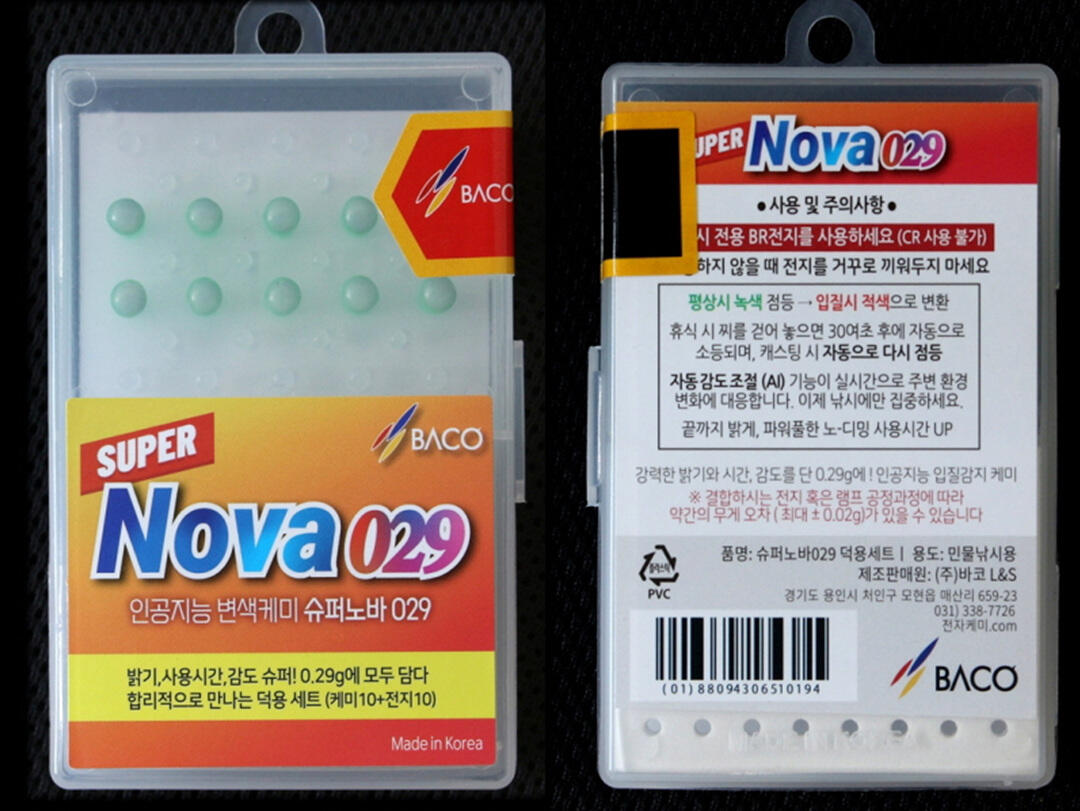 BACO
BACO
SUPER
Nova 029
인공지능 변색케미 슈퍼노바 029
밝기,사용시간,감도 슈퍼! 0.29g에 모두 담다
합리적으로 만나는 덕용 세트 (케미10+전지10)
Made in Korea
UPER Nova 029
• 사용 및 주의사항 •
시 전용 BR전지를 사용하세요 (CR 사용 불가)
하지 않을 때 전지를 거꾸로 끼워두지 마세요
평상시 녹색 점등 → 입질시 적색으로 변환
휴식 시 찌를 걷어 놓으면 30여초 후에 자동으로
소등되며, 캐스팅 시 자동으로 다시 점등
자동감도조절 (AI) 기능이 실시간으로 주변 환경
변화에 대응합니다. 이제 낚시에만 집중하세요.
끝까지 밝게, 파워풀한 노-디밍 사용시간 UP
강력한 밝기와 시간, 감도를 단 0.29g에! 인공지능 입질감지 케미
※ 결합하시는 전지 혹은 램프 공정과정에 따라
약간의 무게 오차 ( 최대 ± 0.02g)가 있을 수 있습니다
품명: 슈퍼노바029 덕용세트ㅣ 용도: 민물낚시용
제조판매원: (주)바코 L&S
경기도 용인시 처인구 모현읍 매산리 659-23
031) 338-7726
전자케미.com
플라스틱
PVC
(01)88094306510194
BACO